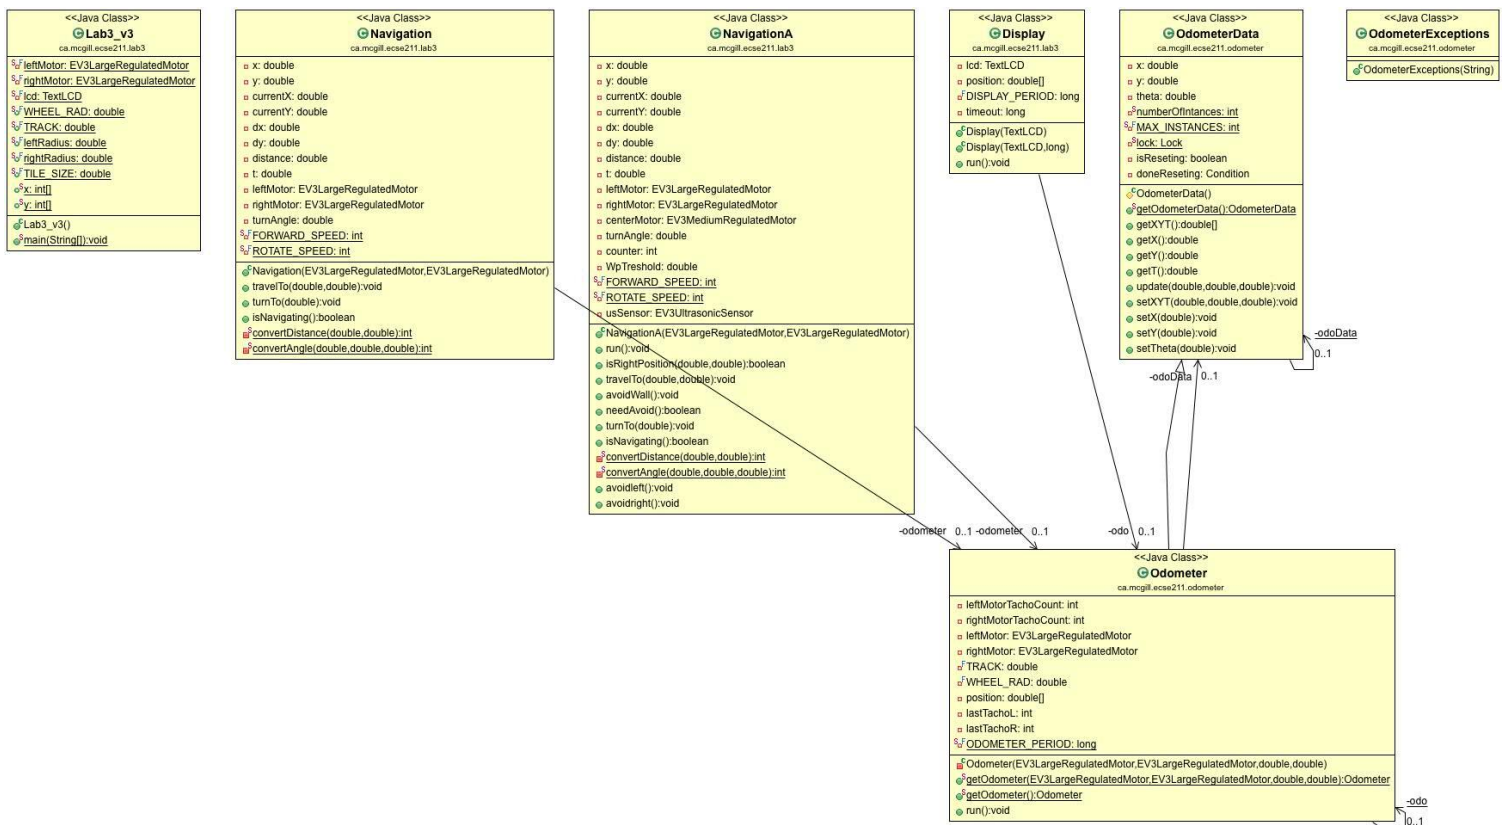 <<Java Class>>
Lab3_v3
ca.mcgill.ecse211.lab3
leftMotor: EV3LargeRegulatedMotor
rightMotor: EV3LargeRegulatedMotor
lcd: TextLCD
WHEEL_RAD: double
TRACK: double
leftRadius: double
rightRadius: double
TILE_SIZE: double
x: int[]
y: int[]
Lab3_v3()
main(String[]):void
<<Java Class>>
Navigation
ca.mcgill.ecse211.lab3
x: double
y: double
currentX: double
currentY: double
dx: double
dy: double
distance: double
t: double
leftMotor: EV3LargeRegulatedMotor
rightMotor: EV3LargeRegulatedMotor
turnAngle: double
FORWARD_SPEED: int
ROTATE_SPEED: int
Navigation(EV3LargeRegulatedMotor,EV3LargeRegulatedMotor)
travelTo(double,double):void
turnTo(double):void
isNavigating():boolean
convertDistance(double,double):int
convertAngle(double,double,double):int
<<Java Class>>
NavigationA
ca.mcgill.ecse211.lab3
x: double
y: double
currentX: double
currentY: double
dx: double
dy: double
distance: double
t: double
leftMotor: EV3LargeRegulatedMotor
rightMotor: EV3LargeRegulatedMotor
centerMotor: EV3MediumRegulatedMotor
turnAngle: double
counter: int
WpTreshold: double
FORWARD_SPEED: int
ROTATE_SPEED: int
usSensor: EV3UltrasonicSensor
NavigationA(EV3LargeRegulatedMotor,EV3LargeRegulatedMotor)
run():void
isRightPosition(double,double):boolean
travelTo(double,double):void
avoidWall():void
needAvoid():boolean
turnTo(double):void
isNavigating():boolean
convertDistance(double,double):int
convertAngle(double,double,double):int
avoidleft():void
avoidright():void
<<Java Class>>
Display
ca.mcgill.ecse211.lab3
lcd: TextLCD
position: double[]
DISPLAY_PERIOD: long
timeout: long
Display(TextLCD)
Display(TextLCD,long)
run():void
<<Java Class>>
OdometerData
ca.mcgill.ecse211.odometer
x: double
y: double
theta: double
numberOfIntances: int
MAX_INSTANCES: int
lock: Lock
isReseting: boolean
doneReseting: Condition
OdometerData()
getOdometerData():OdometerData
getXYT():double[]
getX():double
getY():double
getT():double
update(double,double,double):void
setXYT(double,double,double):void
setX(double):void
setY(double):void
setTheta(double):void
<<Java Class>>
OdometerExceptions
ca.mcgill.ecse211.odometer
OdometerExceptions(String)
-odoData
0..1
-odoData 0..1
-odometer 0..1
-odometer 0..1
-odo 0..1
<<Java Class>>
Odometer
ca.mcgill.ecse211.odometer
leftMotorTachoCount: int
rightMotorTachoCount: int
leftMotor: EV3LargeRegulatedMotor
rightMotor: EV3LargeRegulatedMotor
TRACK: double
WHEEL_RAD: double
position: double[]
lastTachoL: int
lastTachoR: int
ODOMETER_PERIOD: long
Odometer(EV3LargeRegulatedMotor,EV3LargeRegulatedMotor,double,double)
getOdometer(EV3LargeRegulatedMotor,EV3LargeRegulatedMotor,double,double):Odometer
getOdometer():Odometer
run():void
-odo
0..1